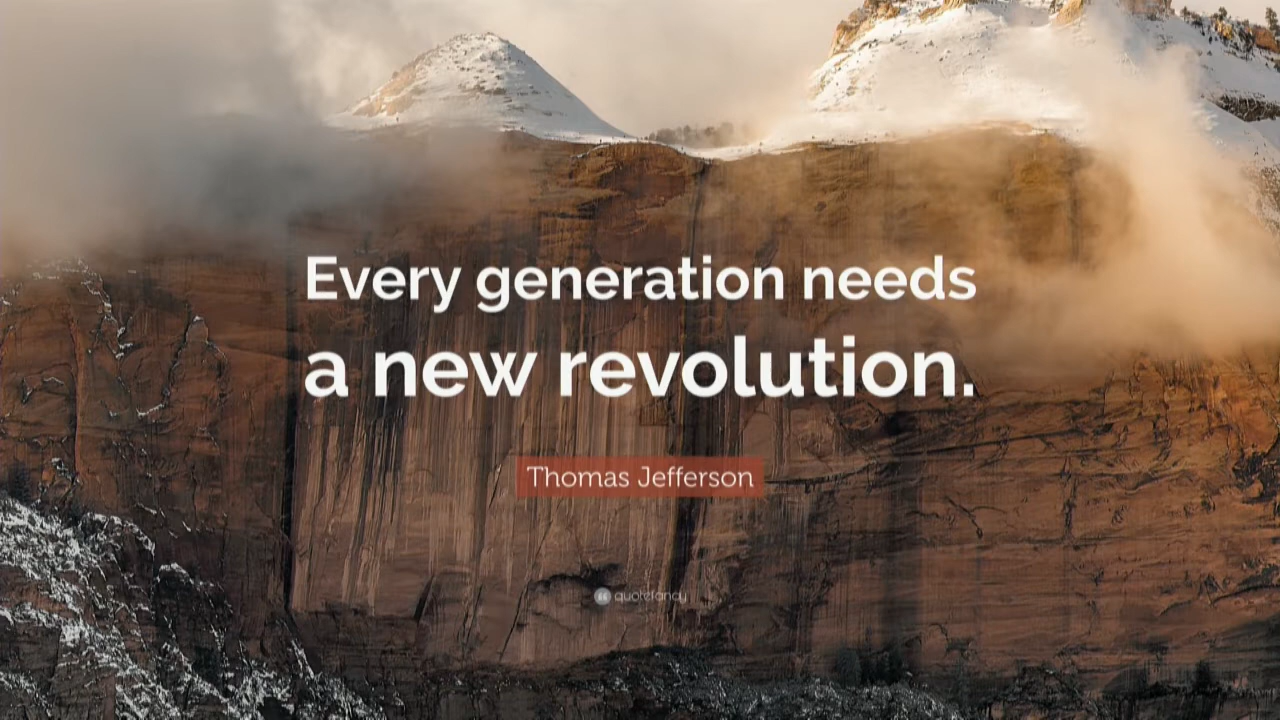 Every generation needs
a new revolution.
Thomas Jefferson
quotefancy